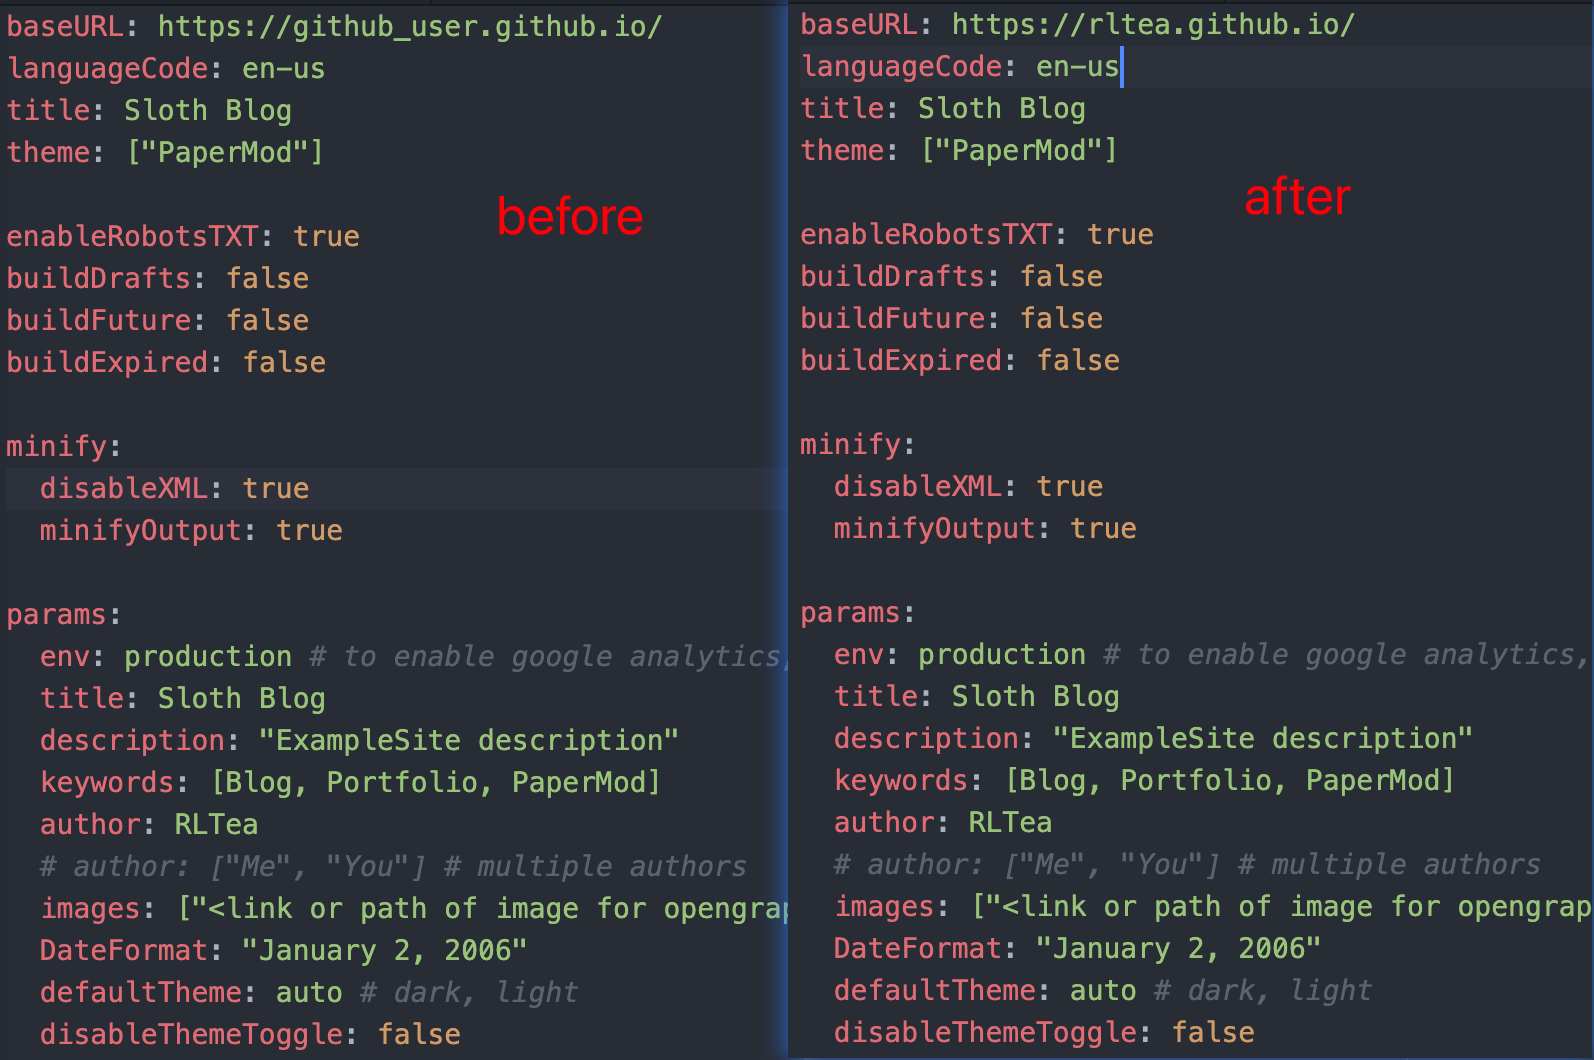 baseURL: https://github_user.github.io/
languageCode: en-us
title: Sloth Blog
theme: ["PaperMod"]
before
enableRobotsTXT: true
buildDrafts: false
buildFuture: false
buildExpired: false
minify:
disableXML: true
minifyOutput: true
params:
env: production # to enable google analytics,
title: Sloth Blog
description: "ExampleSite description"
keywords: [Blog, Portfolio, PaperMod]
author: RLTea
# author: ["Me", "You"] # multiple authors
images: ["<link or path of image for opengrap
DateFormat: "January 2, 2006"
defaultTheme: auto # dark, light
disableThemeToggle: false
baseURL: https://rltea.github.io/
languageCode: en-us
title: Sloth Blog
theme: ["PaperMod"]
after
enableRobotsTXT: true
buildDrafts: false
buildFuture: false
buildExpired: false
minify:
disableXML: true
minifyOutput: true
params:
env: production # to enable google analytics,
title: Sloth Blog
description: "ExampleSite description"
keywords: [Blog, Portfolio, PaperMod]
author: RLTea
# author: ["Me", "You"] # multiple authors
images: ["<link or path of image for opengrap
DateFormat: "January 2, 2006"
defaultTheme: auto # dark, light
disableThemeToggle: false